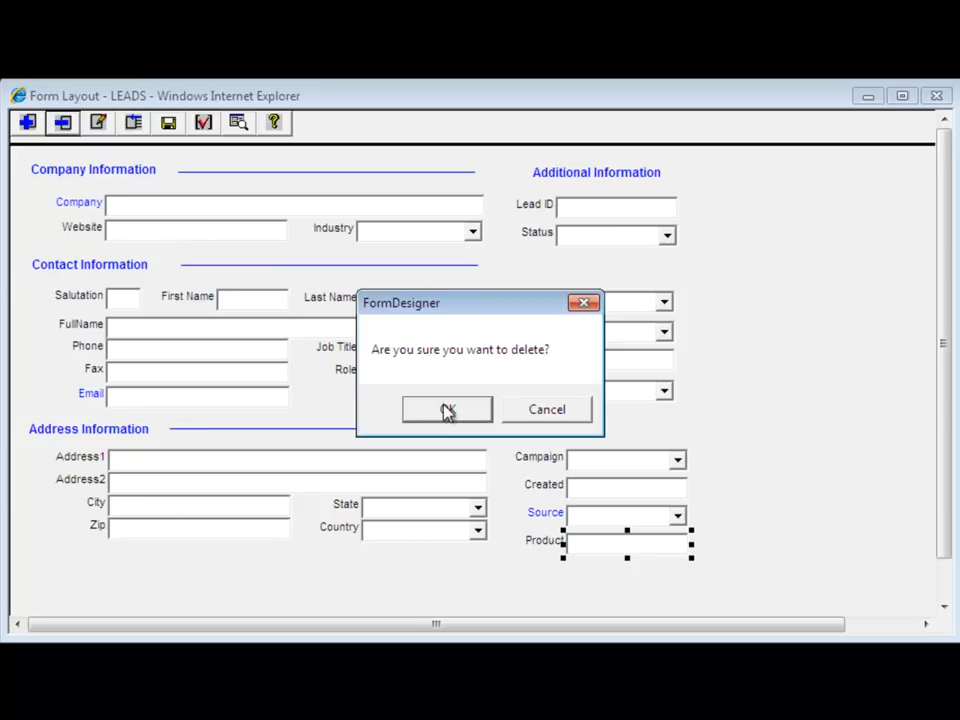 Form Layout - LEADS - Windows Internet Explorer
Company Information
Additional Information
Company
Lead ID
Website
Industry
Status
Contact Information
Salutation
First Name
Last Name
FullName
Phone
Job Title
Fax
Role
Email
FormDesigner
Are you sure you want to delete?
OK
Cancel
Address Information
Address1
Campaign
Address2
Created
City
State
Source
Zip
Country
Product